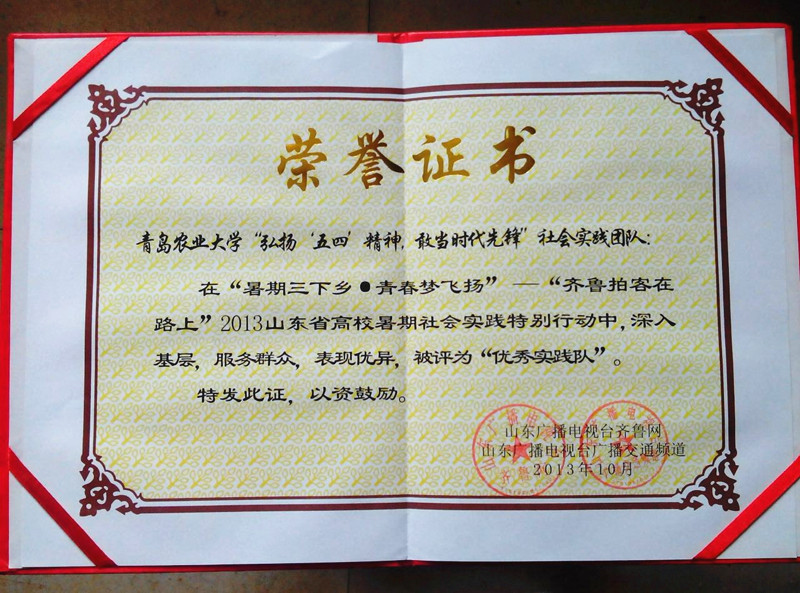 荣誉证书
青岛农业大学“弘扬‘五四’精神，敢当时代先锋”社会实践团队：
在“暑期三下乡●青春梦飞扬”—“齐鲁拍客在
路上”2013山东省高校暑期社会实践特别行动中，深入
基层，服务群众，表现优异，被评为“优秀实践队”。
特发此证，以资鼓励。
山东广播电视台齐鲁网
山东广播电视台广播交通频道
2013年10月